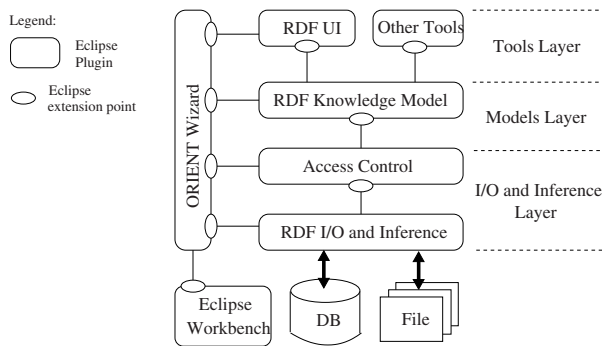 Legend:
Eclipse
Plugin
Eclipse
extension point
ORIENT Wizard
RDF UI
Other Tools
Tools Layer
RDF Knowledge Model
Models Layer
Access Control
I/O and Inference
Layer
RDF I/O and Inference
Eclipse
Workbench
DB
File